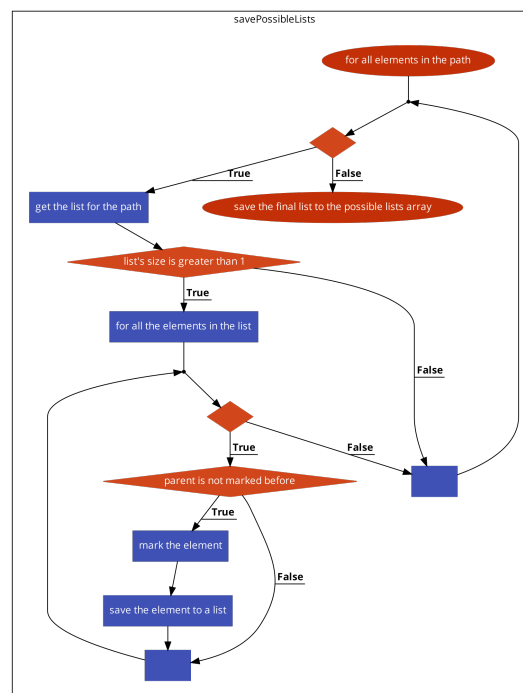 savePossibleLists
for all elements in the path
True
False
get the list for the path
save the final list to the possible lists array
list's size is greater than 1
True
for all the elements in the list
False
True
False
parent is not marked before
True
mark the element
False
save the element to a list